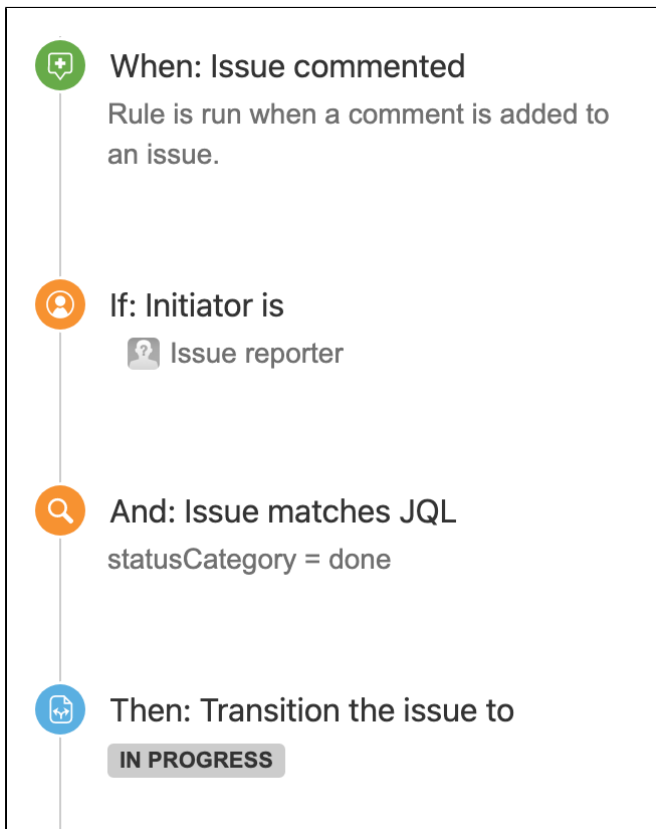 When: Issue commented
Rule is run when a comment is added to
an issue.
If: Initiator is
Issue reporter
And: Issue matches JQL
statusCategory = done
Then: Transition the issue to
IN PROGRESS